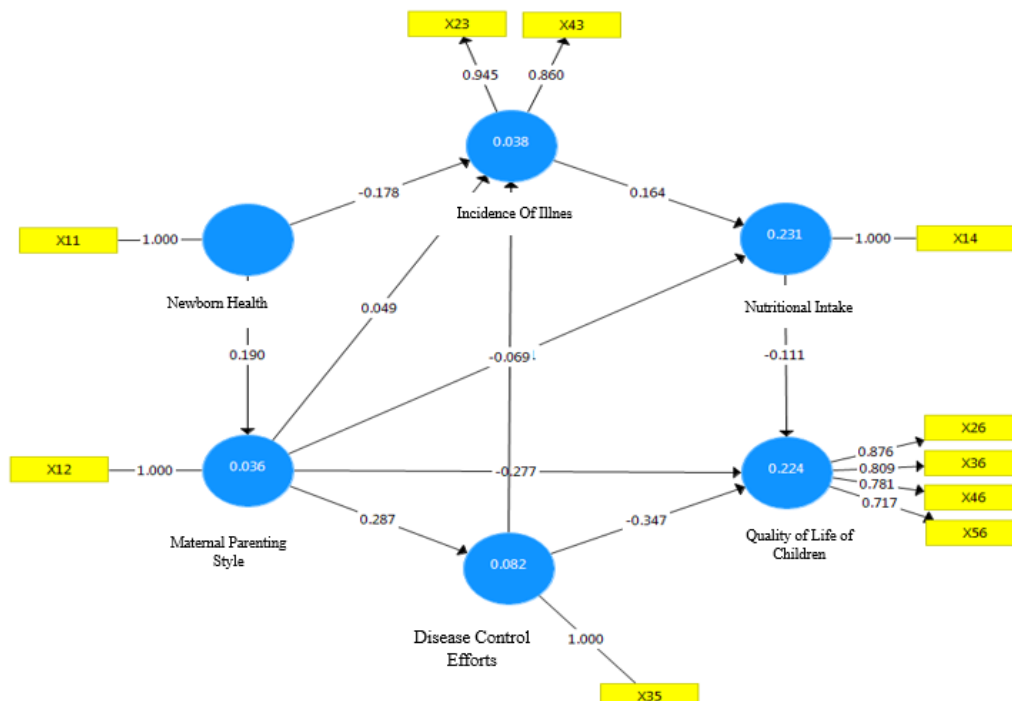 X23
X43
0.945
0.860
0.038
-0.178
0.164
Incidence Of Illnes
X11
1.000
0.231
1.000
X14
Newborn Health
0.049
Nutritional Intake
0.190
-0.069
-0.111
X26
0.876
X12
1.000
0.036
-0.277
0.224
0.809
X36
0.781
X46
0.717
X56
0.287
-0.347
Maternal Parenting
Style
Quality of Life of
Children
0.082
Disease Control
Efforts
1.000
X35